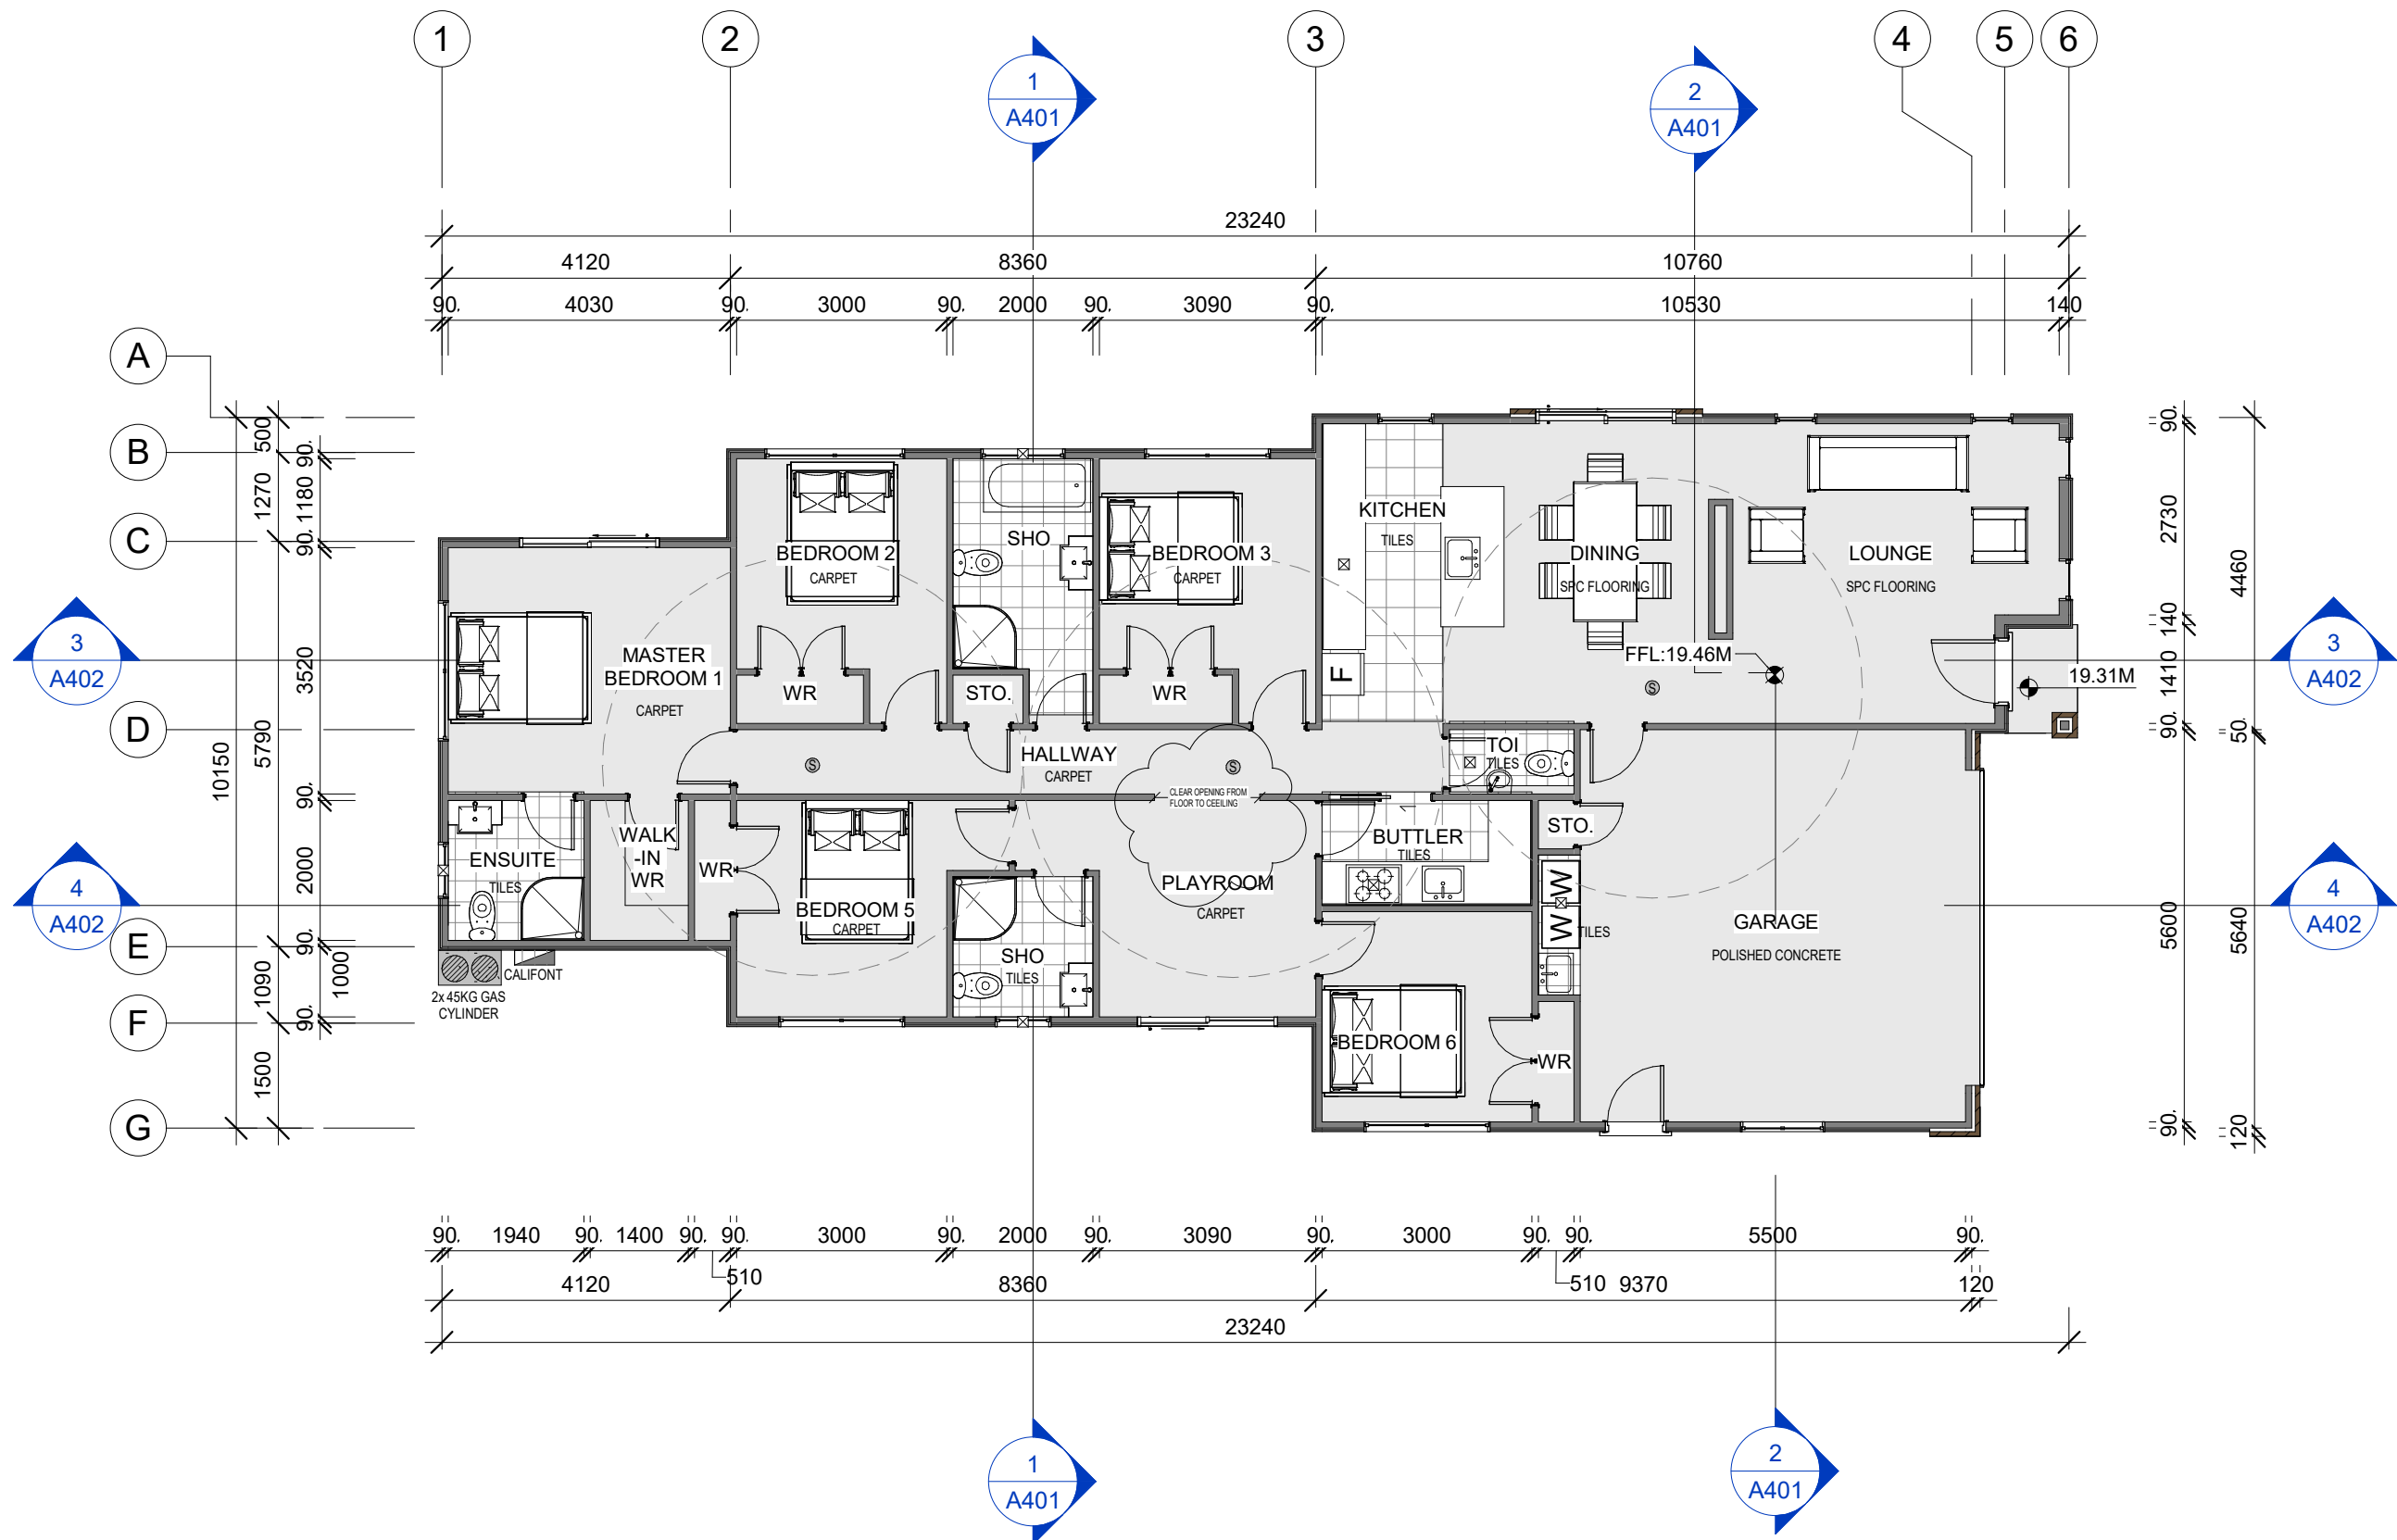 1
2
3
4
5
6
1
A401
2
A401
23240
4120
8360
10760
90.
4030
90.
3000
90.
2000
90.
3090
90.
10530
140
A
B
C
D
E
F
G
10150
500
1270
5790
1090
1500
90.
1180
90.
3520
90.
2000
90.
1000
90.
90.
2730
140
1410
90.
5600
90.
4460
50.
5640
120
3
A402
4
A402
3
A402
4
A402
KITCHEN
TILES
F
DINING
SPC FLOORING
LOUNGE
SPC FLOORING
FFL:19.46M
19.31M
S
BEDROOM 2
CARPET
WR
SHO
BEDROOM 3
CARPET
WR
STO.
MASTER
BEDROOM 1
CARPET
HALLWAY
CARPET
S
S
TOI
TILES
CLEAR OPENING FROM
FLOOR TO CEEILING
1
BUTTLER
TILES
STO.
WALK
-IN
WR
ENSUITE
TILES
WR
BEDROOM 5
CARPET
PLAYROOM
CARPET
SHO
TILES
W
W
TILES
GARAGE
POLISHED CONCRETE
BEDROOM 6
WR
CALIFONT
2x 45KG GAS
CYLINDER
90.
1940
90.
1400
90.
90.
3000
90.
2000
90.
3090
90.
3000
90.
90.
5500
90.
510
510
4120
8360
9370
120
23240
1
A401
2
A401